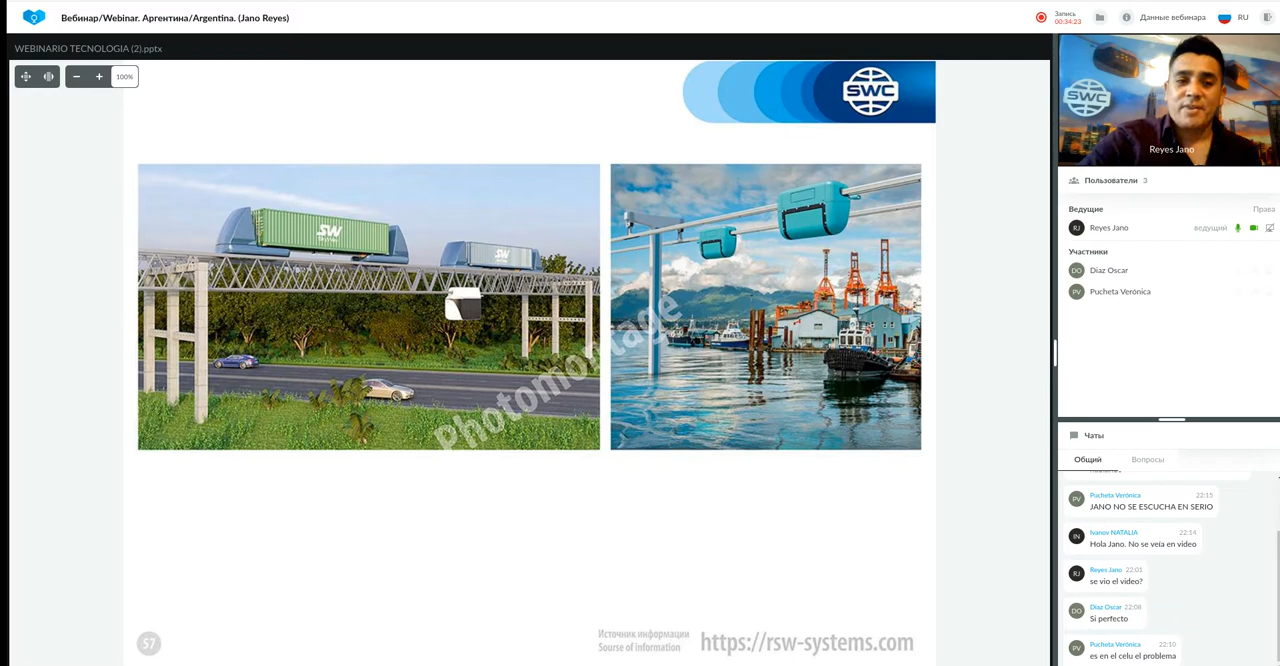 Вебинар/Webinar. Аргентина/Argentina. (Jano Reyes)
Запись
00:34:23
Данные вебинара
RU
WEBINARIO TECNOLOGIA (2).pptx
100%
SWC
SW
SW
Photomontage
57
Источник информации
Sourse of information
https://rsw-systems.com
SWC
Reyes Jano
Пользователи 3
Ведущие Права
RJ Reyes Jano ведущий
Участники
DO Diaz Oscar
PV Pucheta Verónica
Чаты
Общий Вопросы
PV Pucheta Verónica 22:15
JANO NO SE ESCUCHA EN SERIO
IN Ivanov NATALIA 22:14
Hola Jano. No se veía en video
RJ Reyes Jano 22:01
se vio el video?
DO Diaz Oscar 22:08
Si perfecto
PV Pucheta Verónica 22:10
es en el celu el problema